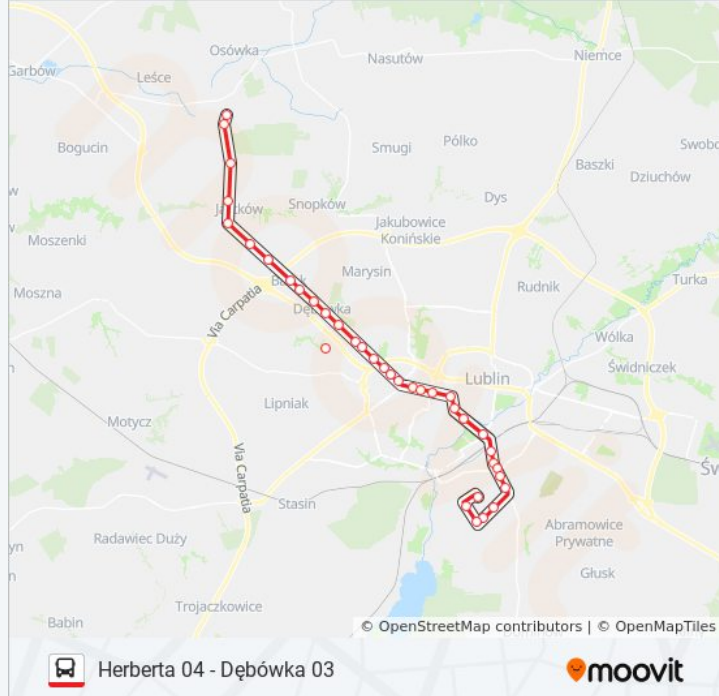 Osówka
Niemce
Nasutów
Garbów
Leśce
Bogucin
Smugi
Pólko
Baszki
Dziuchów
Snopków
Dys
Jakubowice
Konińskie
Moszenki
Marysin
Turka
Rudnik
Moszna
Via Carpatia
Wólka
Świdniczek
Lublin
Lipniak
Motycz
Via Carpatia
Stasin
Abramowice
Prywatne
Radawiec Duży
Głusk
Trojaczkowice
Babin
© OpenStreetMap contributors | © OpenMapTiles
Herberta 04 - Dębówka 03
moovit